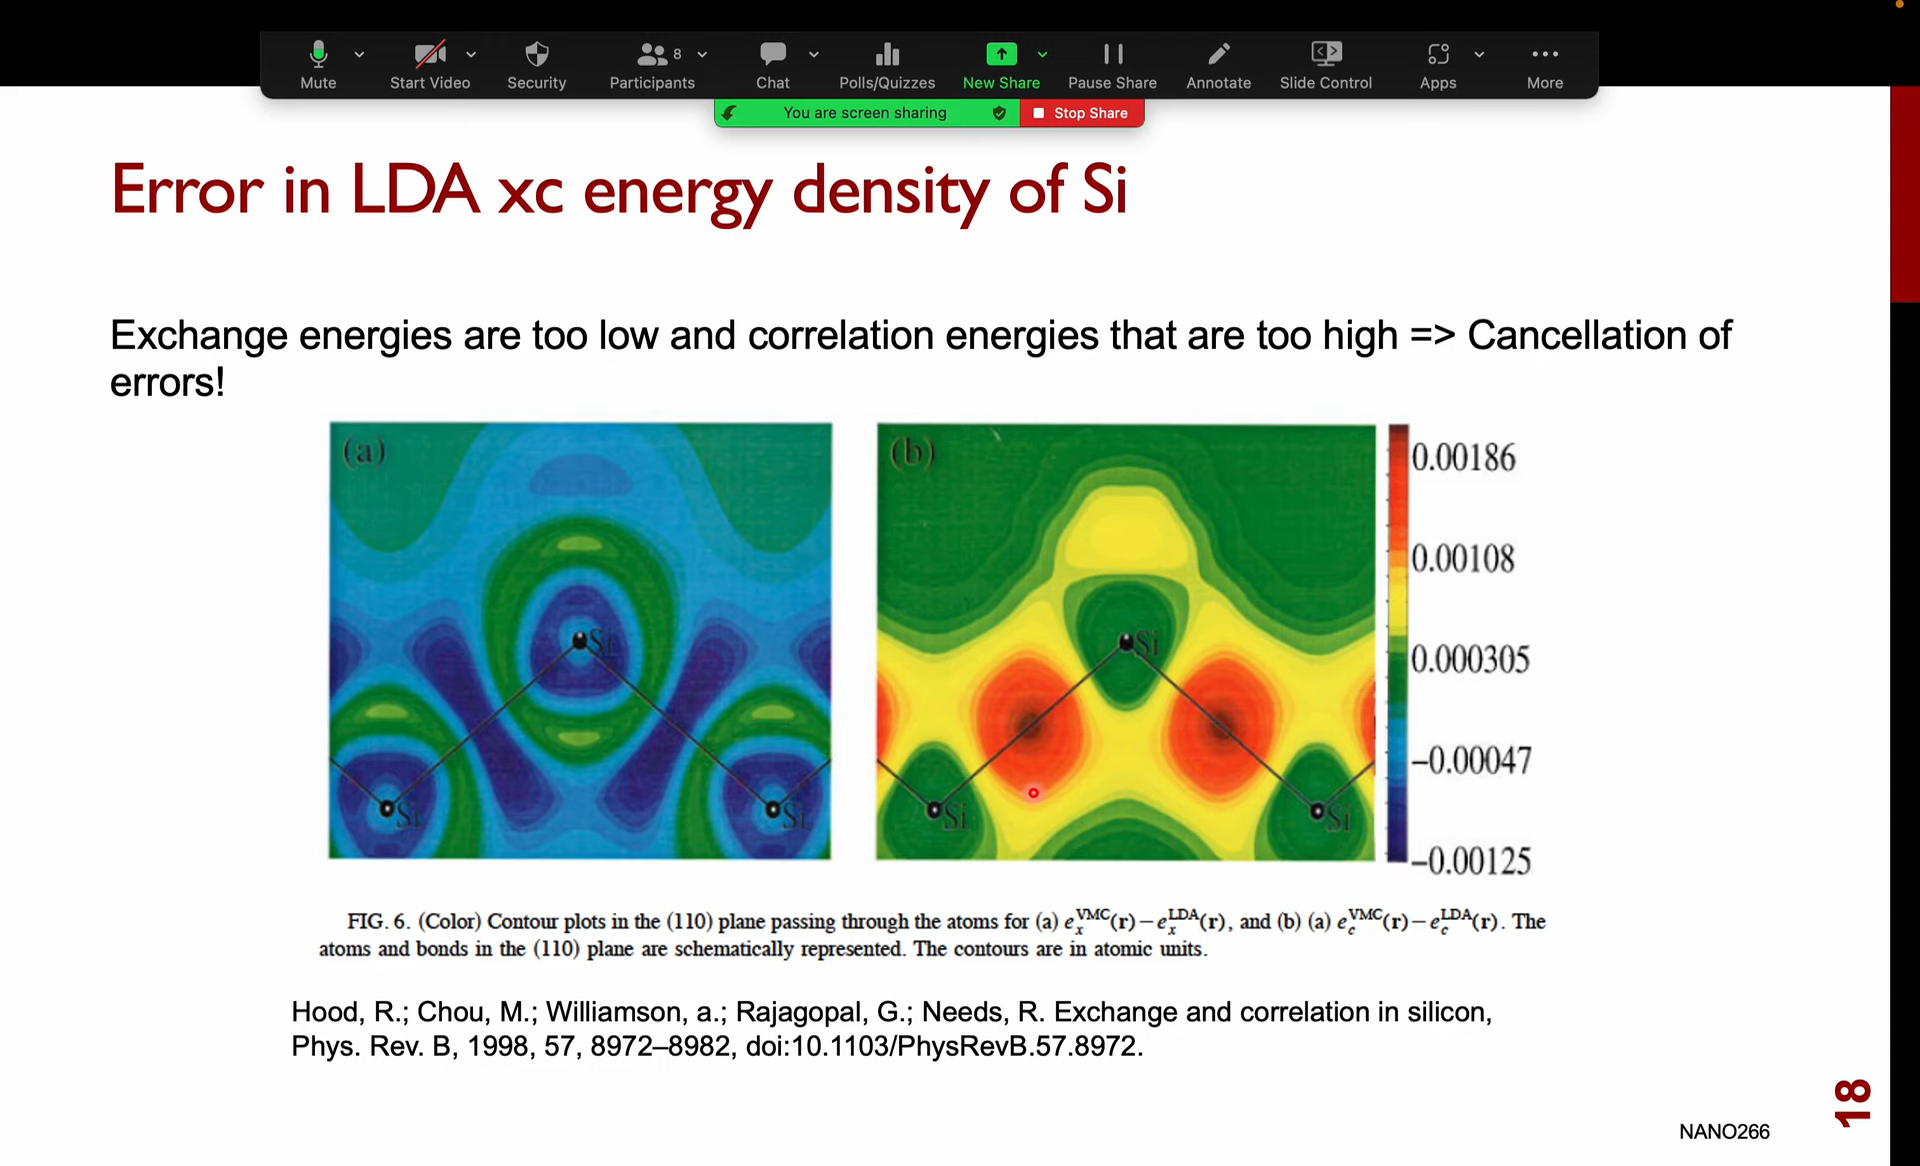 Mute
Start Video
Security
Participants
8
Chat
Polls/Quizzes
New Share
Pause Share
Annotate
Slide Control
Apps
More
You are screen sharing
Stop Share
Error in LDA xc energy density of Si
Exchange energies are too low and correlation energies that are too high => Cancellation of
errors!
(a)
Si
Si
Si
(b)
Si
Si
Si
0.00186
0.00108
0.000305
−0.00047
−0.00125
FIG. 6. (Color) Contour plots in the (110) plane passing through the atoms for (a) e_x^VMC(r)−e_x^LDA(r), and (b) (a) e_c^VMC(r)−e_c^LDA(r). The
atoms and bonds in the (110) plane are schematically represented. The contours are in atomic units.
Hood, R.; Chou, M.; Williamson, a.; Rajagopal, G.; Needs, R. Exchange and correlation in silicon,
Phys. Rev. B, 1998, 57, 8972–8982, doi:10.1103/PhysRevB.57.8972.
18
NANO266